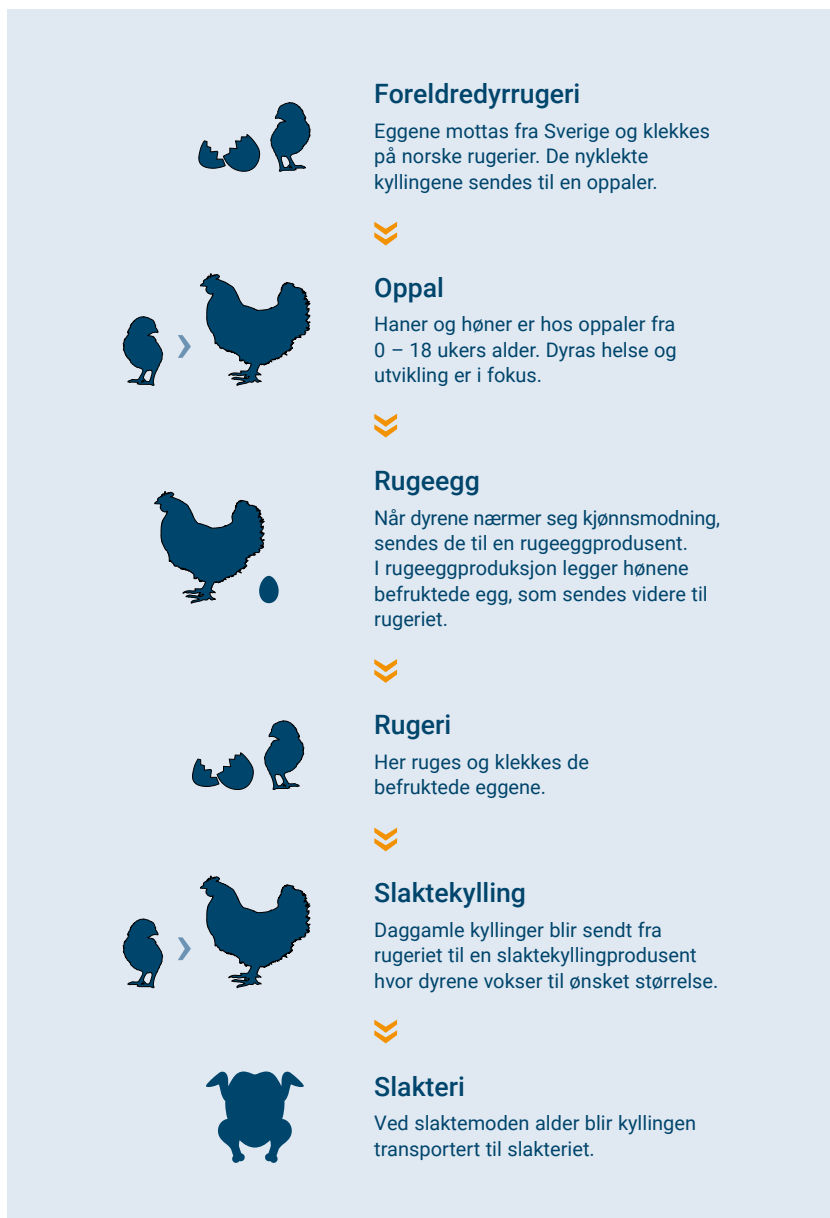 Foreldredyrrugeri
Eggene mottas fra Sverige og klekkes
på norske rugerier. De nyklekte
kyllingene sendes til en oppaler.
Oppal
Haner og høner er hos oppaler fra
0 – 18 ukers alder. Dyras helse og
utvikling er i fokus.
Rugeegg
Når dyrene nærmer seg kjønnsmodning,
sendes de til en rugeeggprodusent.
I rugeeggproduksjon legger hønene
befruktede egg, som sendes videre til
rugeriet.
Rugeri
Her ruges og klekkes de
befruktede eggene.
Slaktekylling
Daggamle kyllinger blir sendt fra
rugeriet til en slaktekyllingprodusent
hvor dyrene vokser til ønsket størrelse.
Slakteri
Ved slaktemoden alder blir kyllingen
transportert til slakteriet.